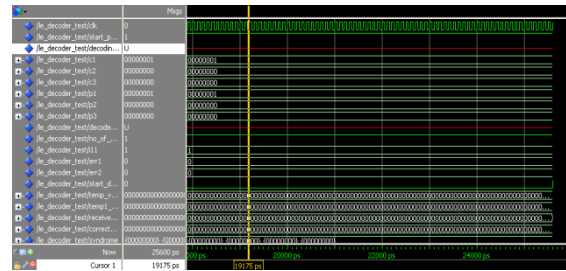 Msgs
/le_decoder_test/clk 0
/le_decoder_test/start_p... 1
/le_decoder_test/decodin... U
/le_decoder_test/c1 00000001 00000001
/le_decoder_test/c2 00000000 00000000
/le_decoder_test/c3 00000000 00000000
/le_decoder_test/p1 00000001 00000001
/le_decoder_test/p2 00000000 00000000
/le_decoder_test/p3 00000000 00000000
/le_decoder_test/decode... U
/le_decoder_test/no_of_... 1
/le_decoder_test/ll1 1 1
/le_decoder_test/err1 0 0
/le_decoder_test/err2 0 0
/le_decoder_test/start_d... 0
/le_decoder_test/temp_v...
/le_decoder_test/temp1_...
/le_decoder_test/receive...
/le_decoder_test/correct...
/le_decoder_test/syndrome
Now 25600 ps 20000 ps 22000 ps 24000 ps
Cursor 1 19175 ps 19175 ps